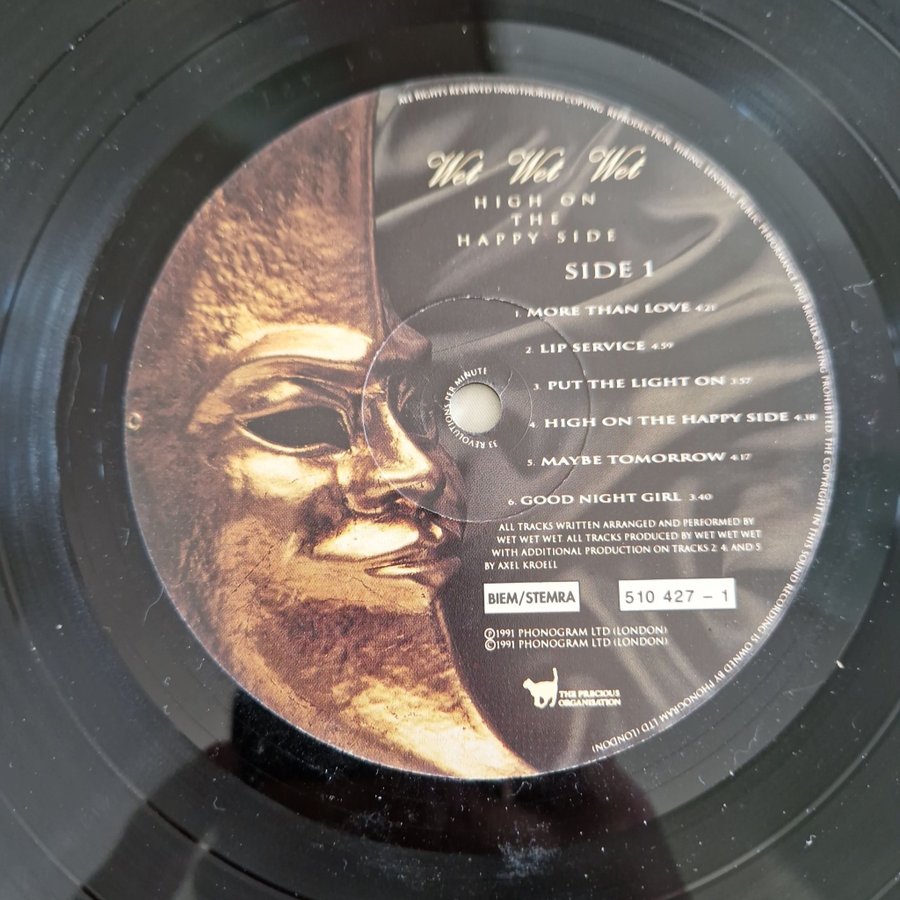 ALL RIGHTS RESERVED UNAUTHORISED COPYING REPRODUCTION HIRING LENDING PUBLIC PERFORMANCE AND BROADCASTING PROHIBITED THE COPYRIGHT IN THIS SOUND RECORDING IS OWNED BY PHONOGRAM LTD (LONDON)
Wet Wet Wet
HIGH ON
THE
HAPPY SIDE
SIDE 1
1. MORE THAN LOVE 4:21
2. LIP SERVICE 4:59
3. PUT THE LIGHT ON 3:57
4. HIGH ON THE HAPPY SIDE 4:38
5. MAYBE TOMORROW 4:17
6. GOOD NIGHT GIRL 3:40
33 REVOLUTIONS PER MINUTE
ALL TRACKS WRITTEN ARRANGED AND PERFORMED BY
WET WET WET. ALL TRACKS PRODUCED BY WET WET WET
WITH ADDITIONAL PRODUCTION ON TRACKS 2. 4. AND 5
BY AXEL KROELL
BIEM/STEMRA
510 427 - 1
Ⓟ1991 PHONOGRAM LTD (LONDON)
©1991 PHONOGRAM LTD (LONDON)
THE PRECIOUS
ORGANISATION